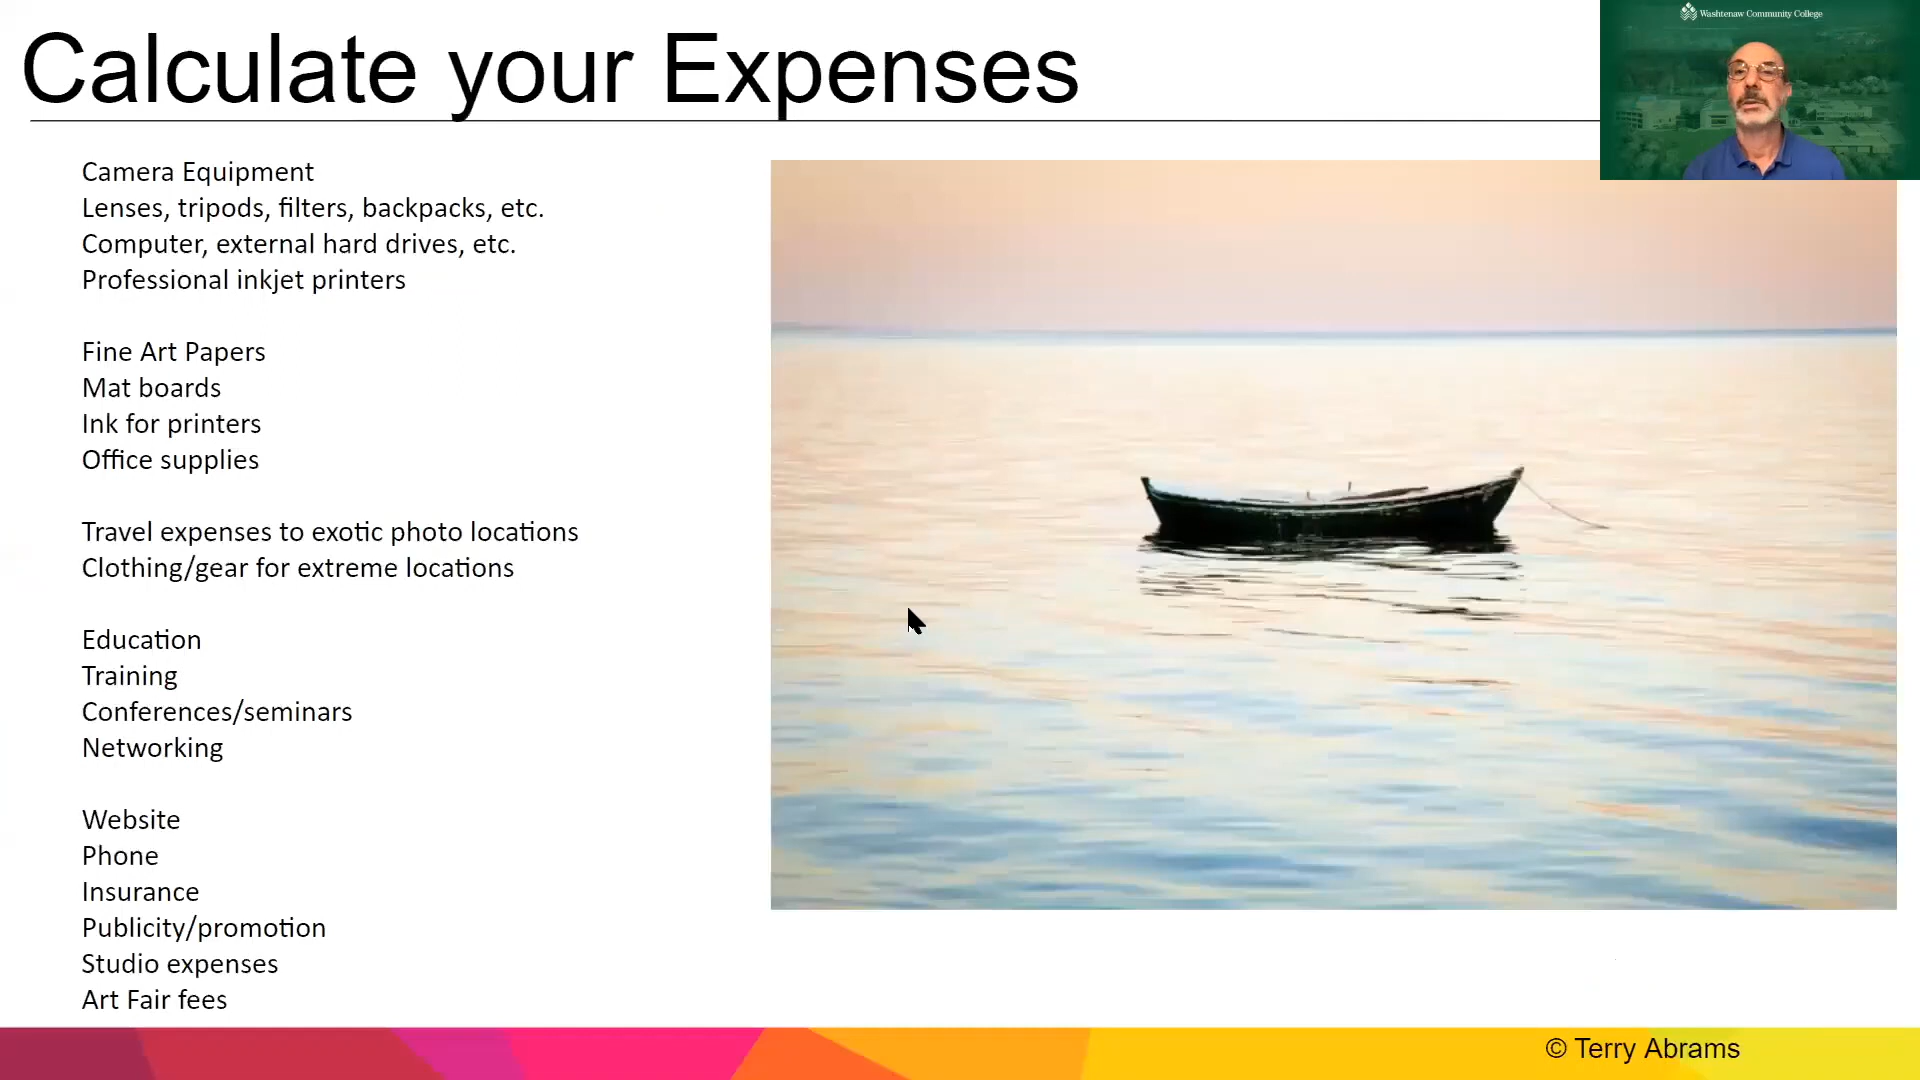 Calculate your Expenses
Washtenaw Community College
Camera Equipment
Lenses, tripods, filters, backpacks, etc.
Computer, external hard drives, etc.
Professional inkjet printers
Fine Art Papers
Mat boards
Ink for printers
Office supplies
Travel expenses to exotic photo locations
Clothing/gear for extreme locations
Education
Training
Conferences/seminars
Networking
Website
Phone
Insurance
Publicity/promotion
Studio expenses
Art Fair fees
© Terry Abrams